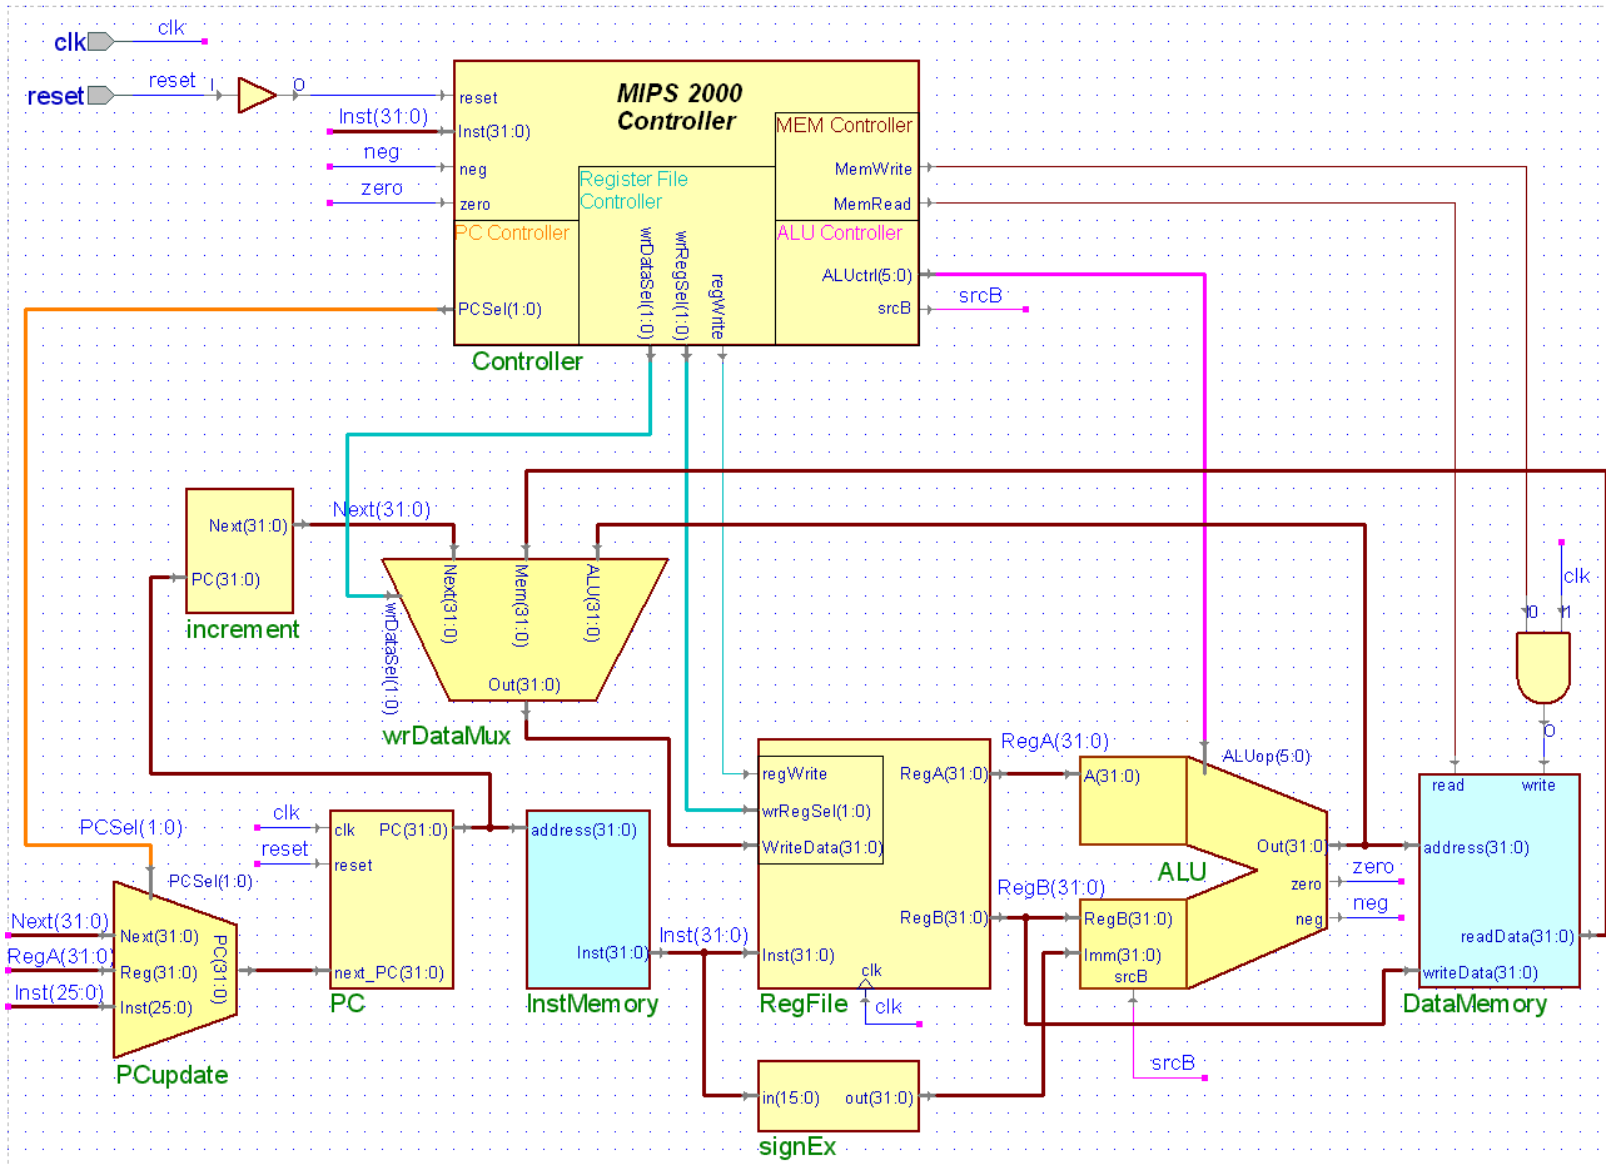 clk
clk
reset
reset
I
O
MIPS 2000
Controller
reset
Inst(31:0)
Inst(31:0)
neg
neg
zero
zero
MEM Controller
MemWrite
MemRead
Register File
Controller
PC Controller
ALU Controller
wrDataSel(1:0)
wrRegSel(1:0)
regWrite
ALUctrl(5:0)
srcB
srcB
PCSel(1:0)
Controller
Next(31:0)
Next(31:0)
PC(31:0)
increment
Next(31:0)
Mem(31:0)
ALU(31:0)
wrDataSel(1:0)
Out(31:0)
wrDataMux
clk
I0
I1
O
regWrite
wrRegSel(1:0)
WriteData(31:0)
RegA(31:0)
RegB(31:0)
Inst(31:0)
clk
RegFile
clk
RegA(31:0)
RegB(31:0)
A(31:0)
ALUop(5:0)
ALU
Out(31:0)
zero
zero
neg
neg
RegB(31:0)
Imm(31:0)
srcB
srcB
read
write
address(31:0)
readData(31:0)
writeData(31:0)
DataMemory
PCSel(1:0)
PCSel(1:0)
Next(31:0)
RegA(31:0)
Inst(25:0)
Next(31:0)
Reg(31:0)
Inst(25:0)
PC(31:0)
PCupdate
clk
reset
clk
reset
PC(31:0)
next_PC(31:0)
PC
address(31:0)
Inst(31:0)
InstMemory
Inst(31:0)
in(15:0)
out(31:0)
signEx